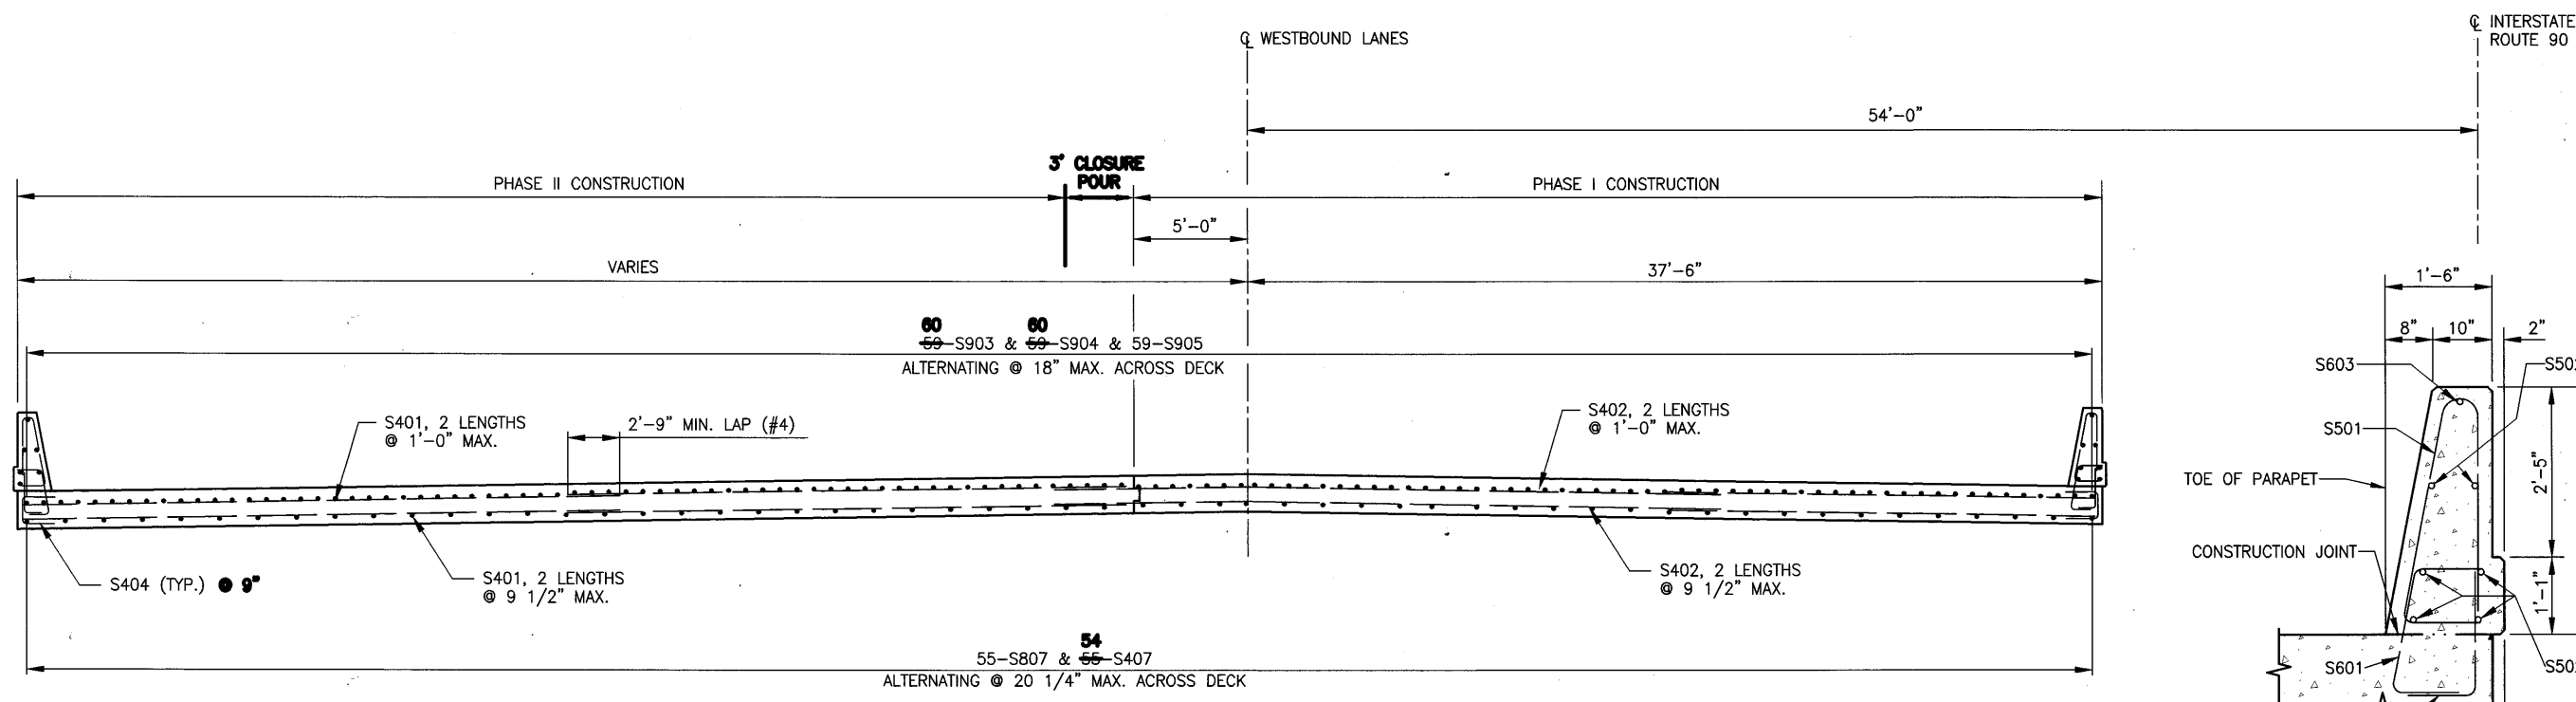 ℄ INTERSTATE
ROUTE 90
℄ WESTBOUND LANES
54'-0"
3' CLOSURE
POUR
PHASE II CONSTRUCTION
PHASE I CONSTRUCTION
5'-0"
VARIES
37'-6"
60 60
59-S903 & 59-S904 & 59-S905
ALTERNATING @ 18" MAX. ACROSS DECK
S401, 2 LENGTHS
@ 1'-0" MAX.
2'-9" MIN. LAP (#4)
S402, 2 LENGTHS
@ 1'-0" MAX.
S404 (TYP.) @ 9"
S401, 2 LENGTHS
@ 9 1/2" MAX.
S402, 2 LENGTHS
@ 9 1/2" MAX.
54
55-S807 & 55-S407
ALTERNATING @ 20 1/4" MAX. ACROSS DECK
1'-6"
8" 10" 2"
S603
S501
TOE OF PARAPET
2'-5"
CONSTRUCTION JOINT
1'-1"
S601